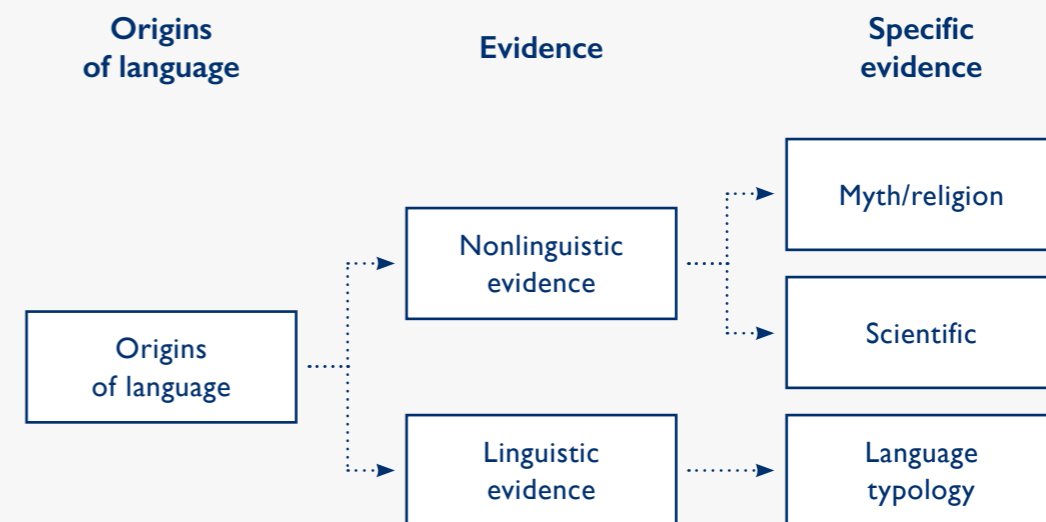 Origins
of language
Evidence
Specific
evidence
Myth/religion
Nonlinguistic
evidence
Scientific
Origins
of language
Linguistic
evidence
Language
typology